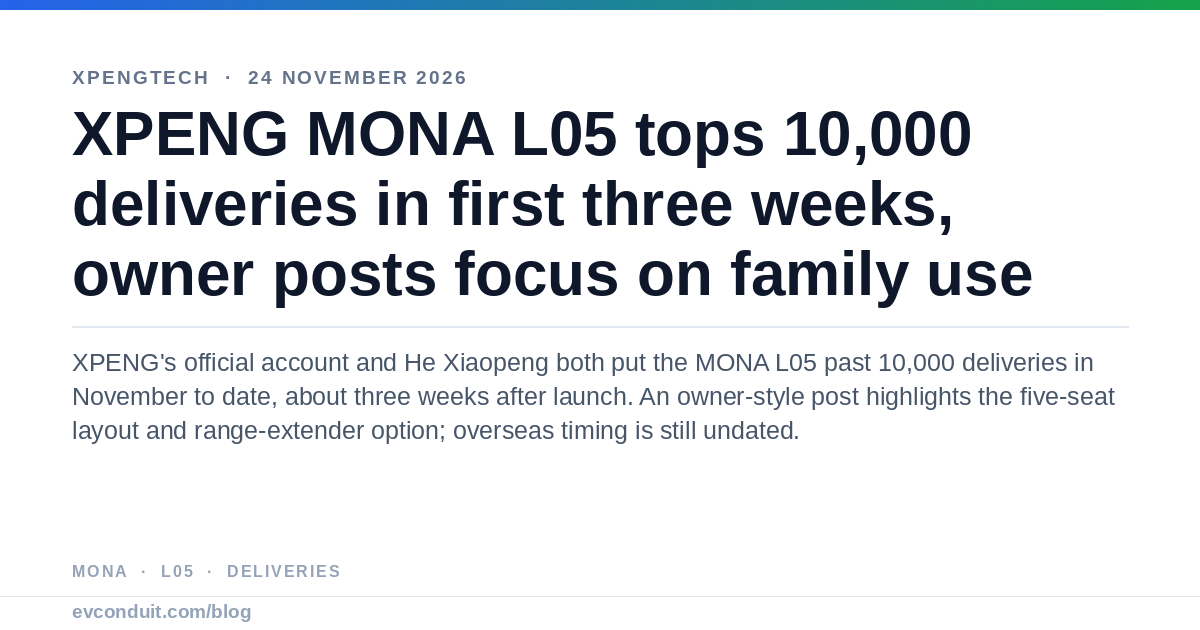 XPENGTECH · 24 NOVEMBER 2026
XPENG MONA L05 tops 10,000
deliveries in first three weeks,
owner posts focus on family use
XPENG's official account and He Xiaopeng both put the MONA L05 past 10,000 deliveries in
November to date, about three weeks after launch. An owner-style post highlights the five-seat
layout and range-extender option; overseas timing is still undated.
MONA · L05 · DELIVERIES
evconduit.com/blog